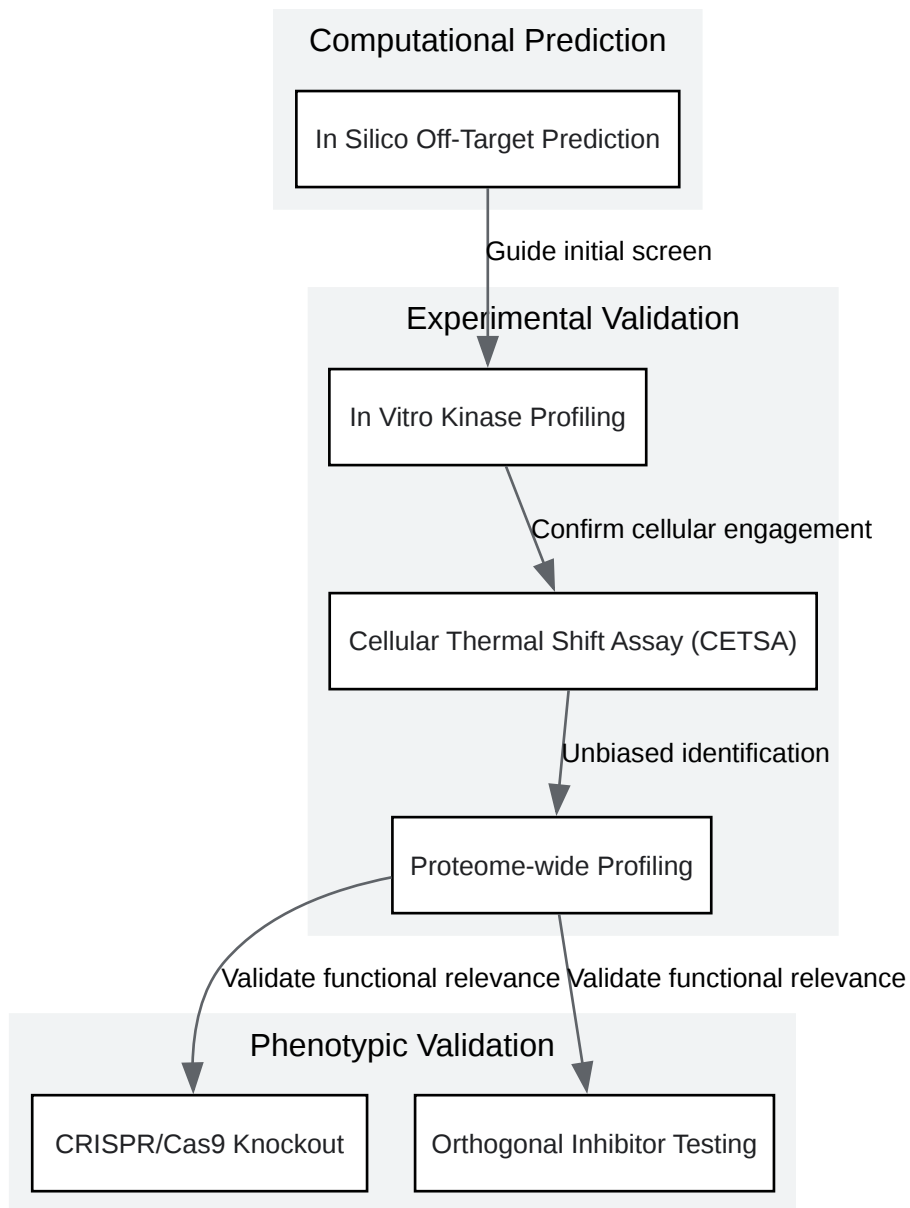 Computational Prediction
In Silico Off-Target Prediction
Guide initial screen
Experimental Validation
In Vitro Kinase Profiling
Confirm cellular engagement
Cellular Thermal Shift Assay (CETSA)
Unbiased identification
Proteome-wide Profiling
Validate functional relevance
Validate functional relevance
Phenotypic Validation
CRISPR/Cas9 Knockout
Orthogonal Inhibitor Testing